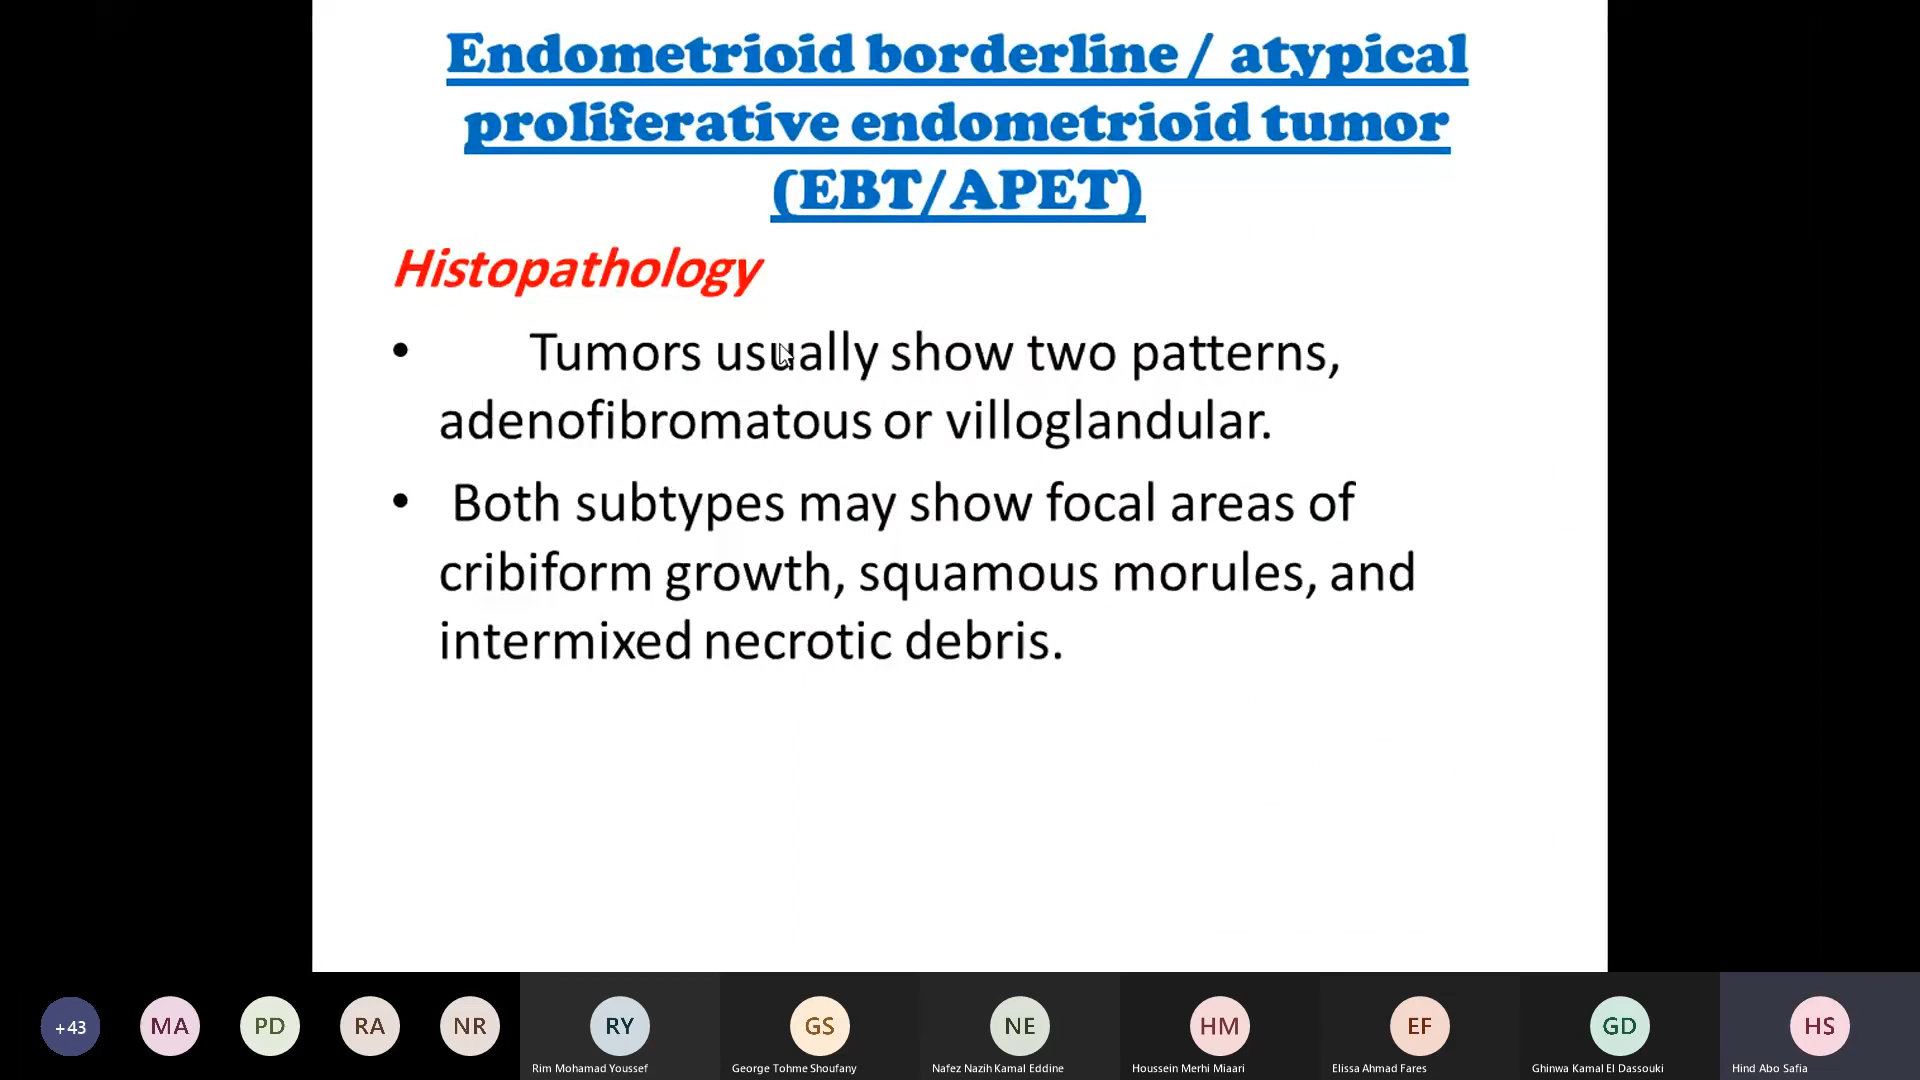 Endometrioid borderline / atypical
proliferative endometrioid tumor
(EBT/APET)
Histopathology
• Tumors usually show two patterns,
adenofibromatous or villoglandular.
• Both subtypes may show focal areas of
cribiform growth, squamous morules, and
intermixed necrotic debris.
+43
MA
PD
RA
NR
RY
GS
NE
HM
EF
GD
HS
Rim Mohamad Youssef
George Tohme Shoufany
Nafez Nazih Kamal Eddine
Houssein Merhi Miaari
Elissa Ahmad Fares
Ghinwa Kamal El Dassouki
Hind Abo Safia